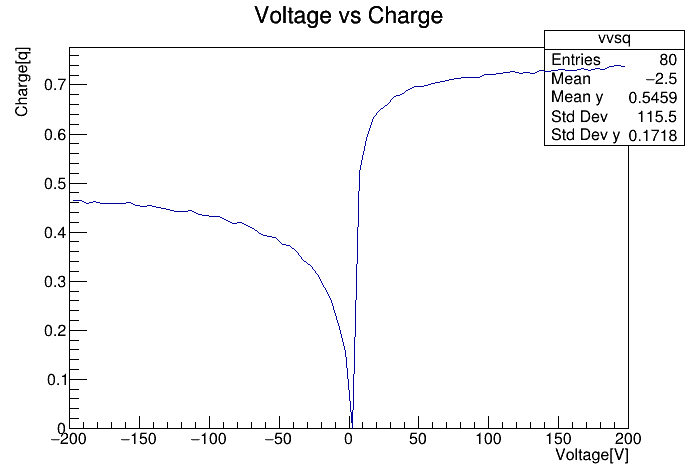 Voltage vs Charge
vvsq
Entries 80
Mean −2.5
Mean y 0.5459
Std Dev 115.5
Std Dev y 0.1718
Charge[q]
0.7
0.6
0.5
0.4
0.3
0.2
0.1
0
−200 −150 −100 −50 0 50 100 150 200
Voltage[V]